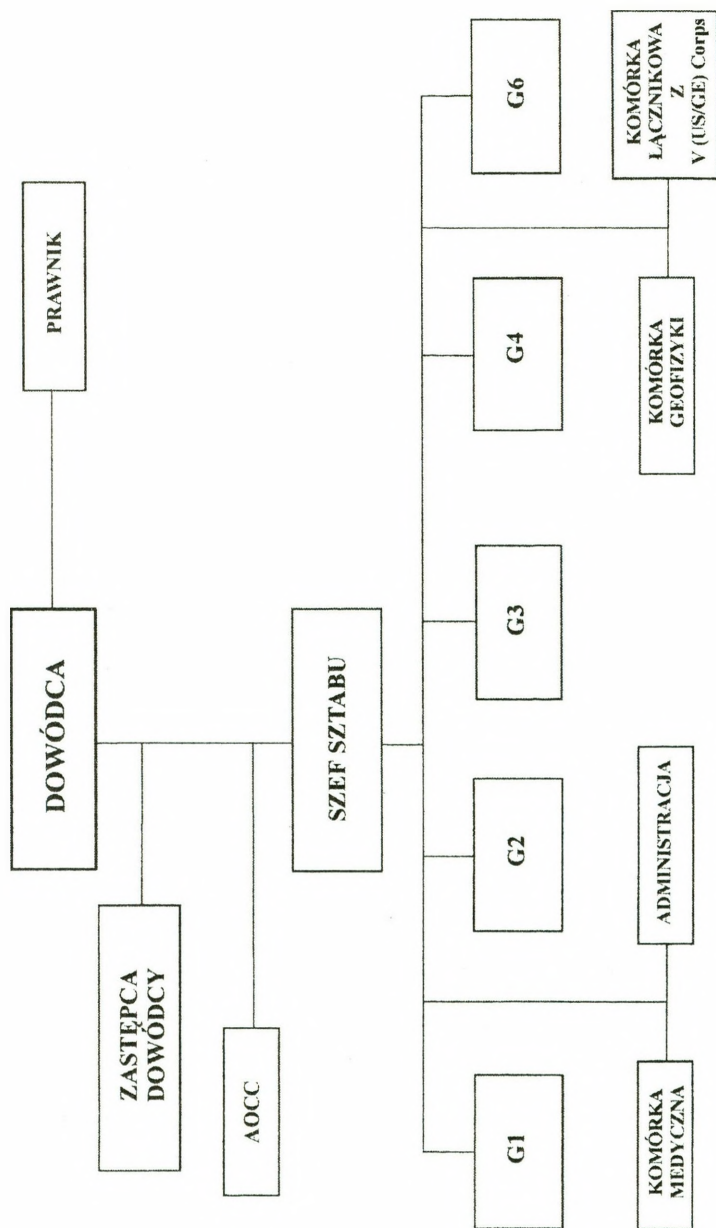 DOWÓDCA
PRAWNIK
ZASTĘPCA
DOWÓDCY
AOCC
SZEF SZTABU
G1
G2
G3
G4
G6
KOMÓRKA
MEDYCZNA
ADMINISTRACJA
KOMÓRKA
GEOFIZYKI
KOMÓRKA
ŁĄCZNIKOWA
Z
V (US/GE) Corps